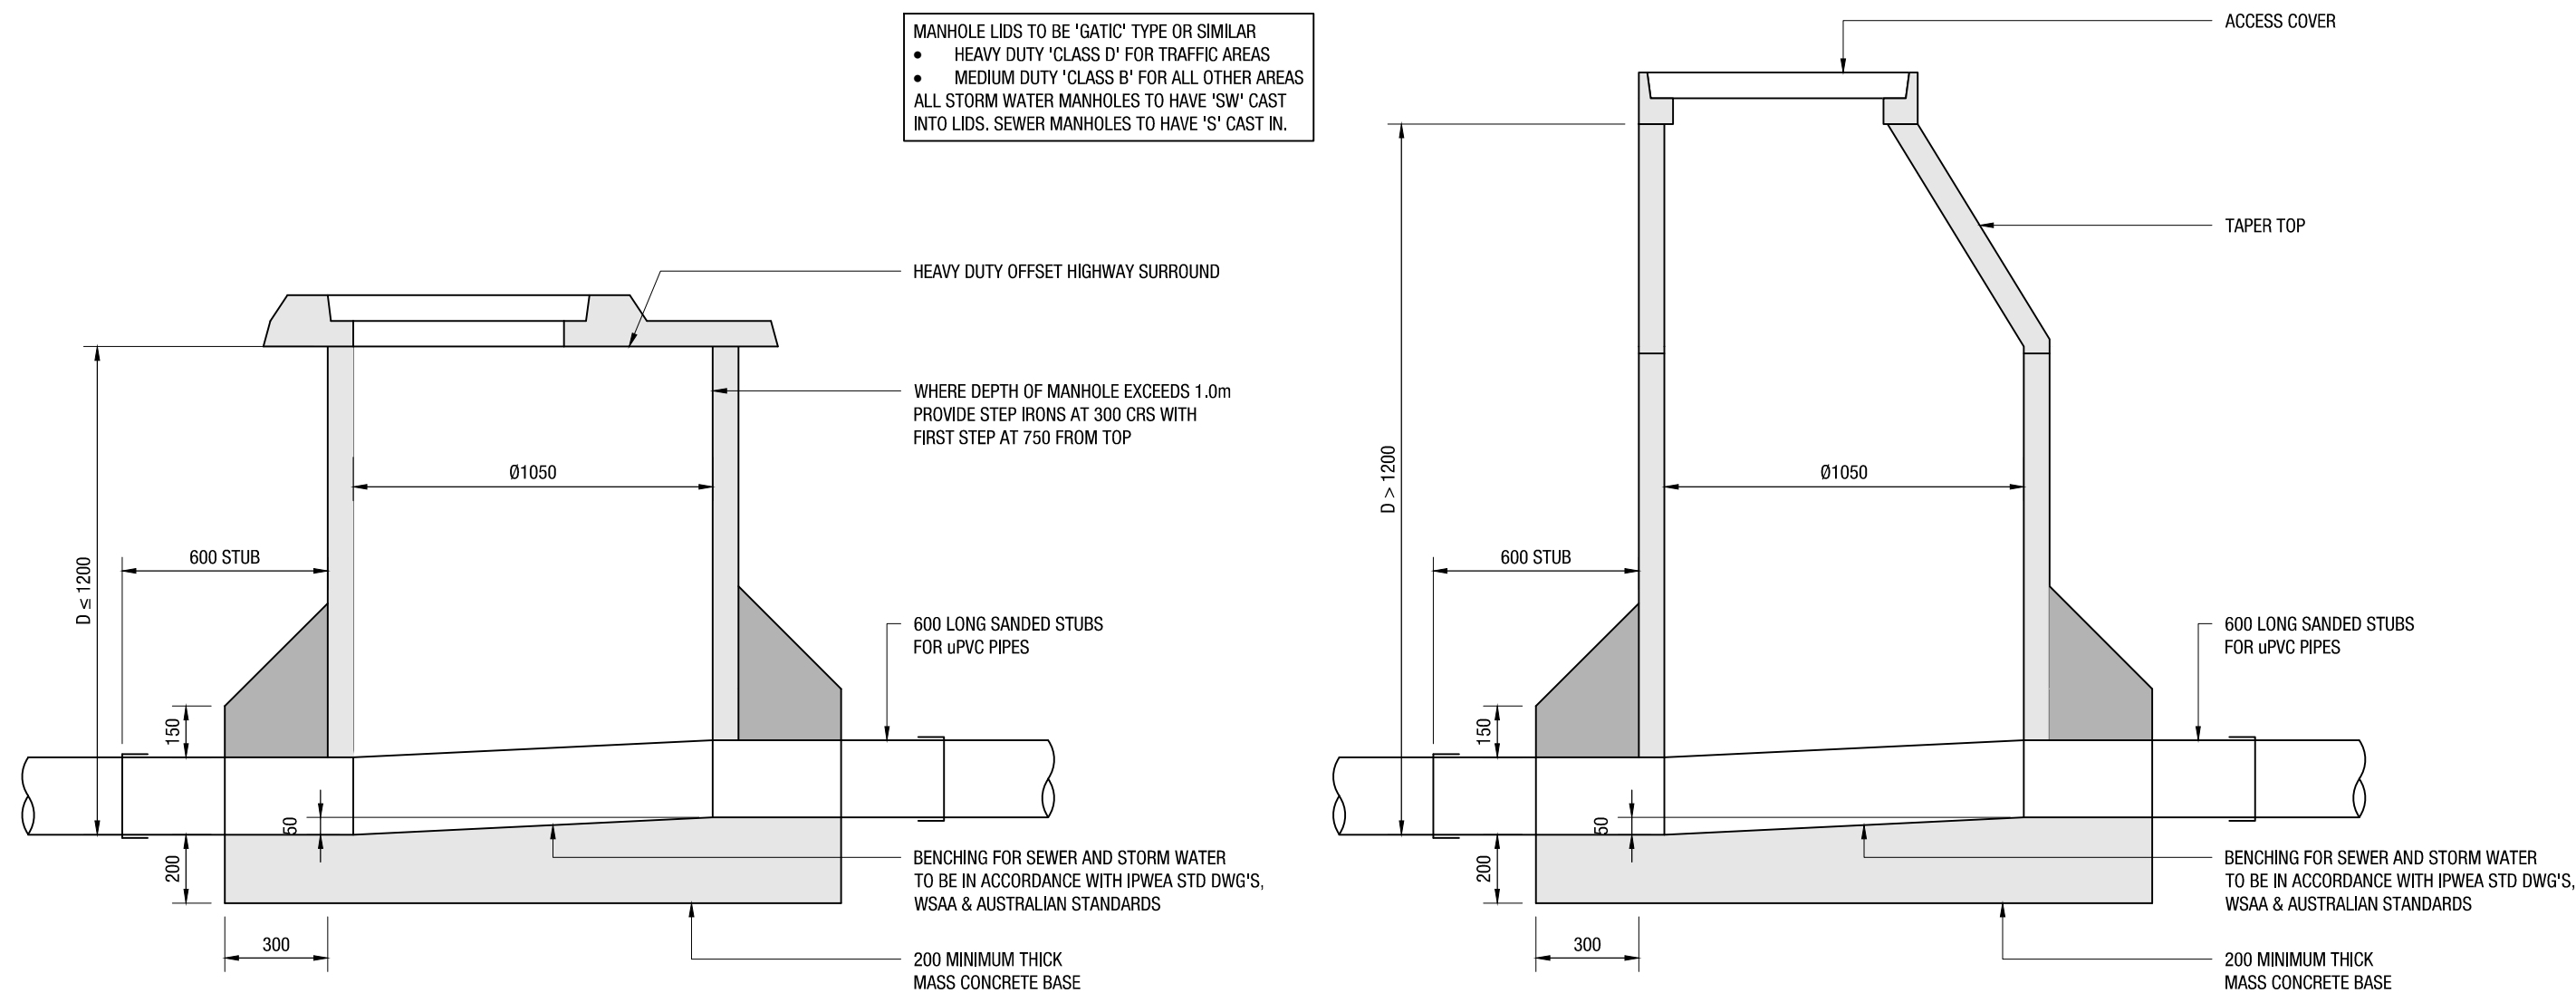 MANHOLE LIDS TO BE 'GATIC' TYPE OR SIMILAR
• HEAVY DUTY 'CLASS D' FOR TRAFFIC AREAS
• MEDIUM DUTY 'CLASS B' FOR ALL OTHER AREAS
ALL STORM WATER MANHOLES TO HAVE 'SW' CAST
INTO LIDS. SEWER MANHOLES TO HAVE 'S' CAST IN.
HEAVY DUTY OFFSET HIGHWAY SURROUND
WHERE DEPTH OF MANHOLE EXCEEDS 1.0m
PROVIDE STEP IRONS AT 300 CRS WITH
FIRST STEP AT 750 FROM TOP
Ø1050
600 STUB
D ≤ 1200
600 LONG SANDED STUBS
FOR uPVC PIPES
150
50
200
BENCHING FOR SEWER AND STORM WATER
TO BE IN ACCORDANCE WITH IPWEA STD DWG'S,
WSAA & AUSTRALIAN STANDARDS
300
200 MINIMUM THICK
MASS CONCRETE BASE
ACCESS COVER
TAPER TOP
D > 1200
Ø1050
600 STUB
600 LONG SANDED STUBS
FOR uPVC PIPES
150
50
200
BENCHING FOR SEWER AND STORM WATER
TO BE IN ACCORDANCE WITH IPWEA STD DWG'S,
WSAA & AUSTRALIAN STANDARDS
300
200 MINIMUM THICK
MASS CONCRETE BASE